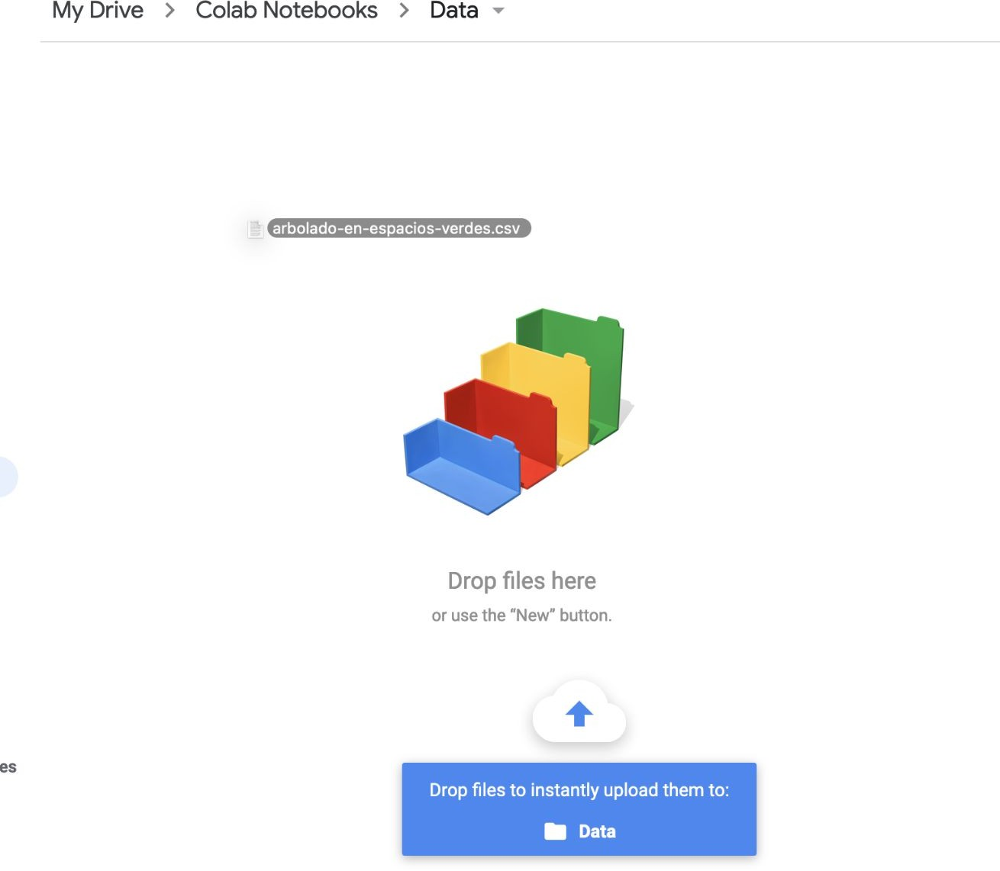 My Drive > Colab Notebooks > Data
arbolado-en-espacios-verdes.csv
Drop files here
or use the “New” button.
es
Drop files to instantly upload them to:
Data